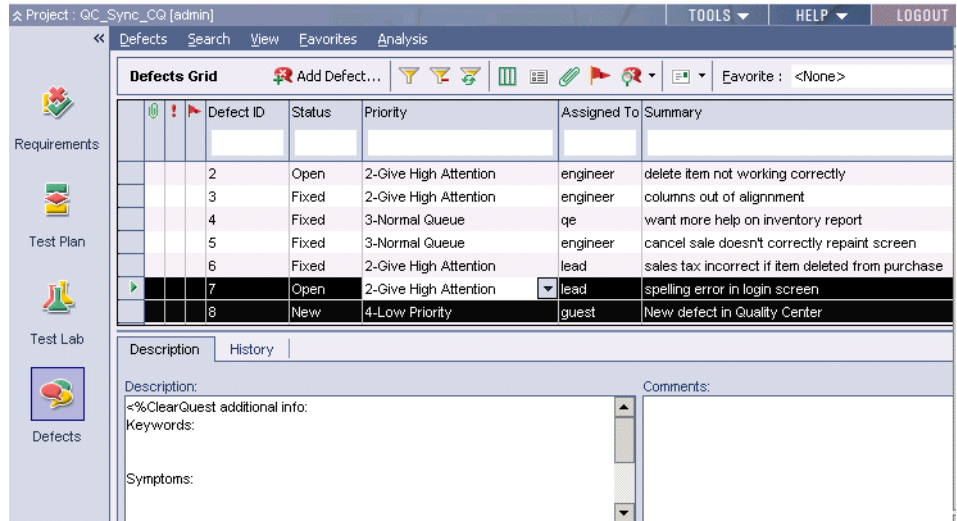 Project : QC_Sync_CQ [admin] TOOLS HELP LOGOUT
« Defects Search View Favorites Analysis
Defects Grid Add Defect... Favorite : <None>
Defect ID Status Priority Assigned To Summary
2 Open 2-Give High Attention engineer delete item not working correctly
3 Fixed 2-Give High Attention engineer columns out of alignnment
4 Fixed 3-Normal Queue qe want more help on inventory report
5 Fixed 3-Normal Queue engineer cancel sale doesn't correctly repaint screen
6 Fixed 2-Give High Attention lead sales tax incorrect if item deleted from purchase
7 Open 2-Give High Attention lead spelling error in login screen
8 New 4-Low Priority guest New defect in Quality Center
Requirements
Test Plan
Test Lab
Defects
Description History
Description: Comments:
<%ClearQuest additional info:
Keywords:
Symptoms: